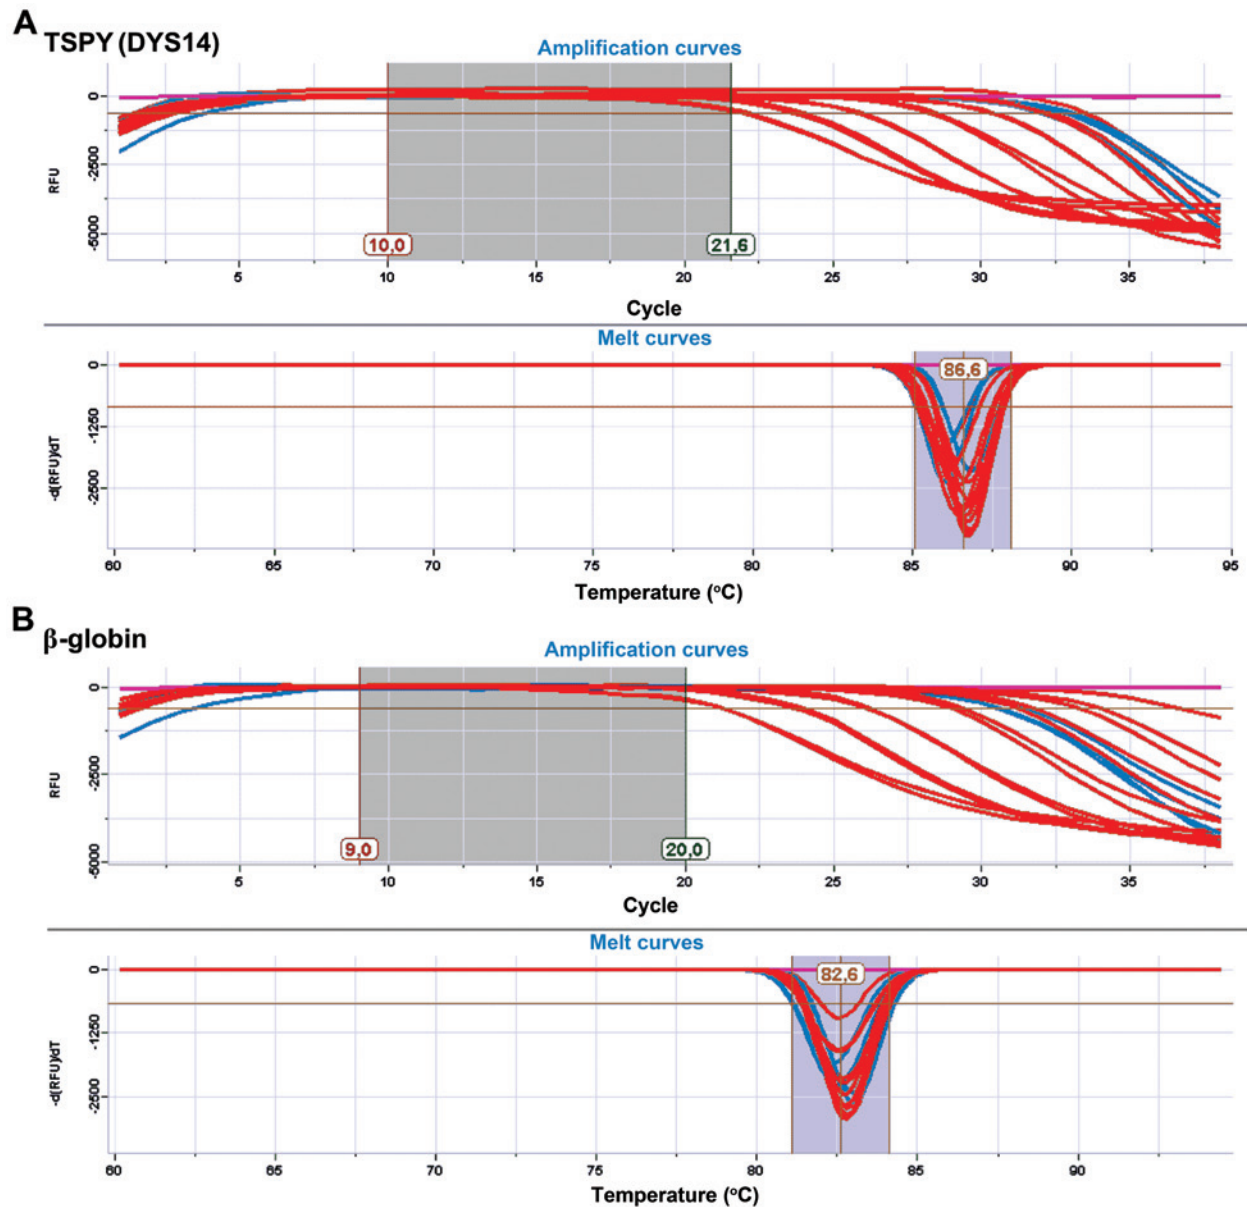 A TSPY (DYS14)
Amplification curves
0
-2500
-5000
RFU
10,0
21,6
5 10 15 20 25 30 35
Cycle
Melt curves
0
-1250
-2500
-d(RFU)/dT
86,6
60 65 70 75 80 85 90 95
Temperature (°C)
B β-globin
Amplification curves
0
-2500
-5000
RFU
9,0
20,0
5 10 15 20 25 30 35
Cycle
Melt curves
0
-1250
-2500
-d(RFU)/dT
82,6
60 65 70 75 80 85 90
Temperature (°C)